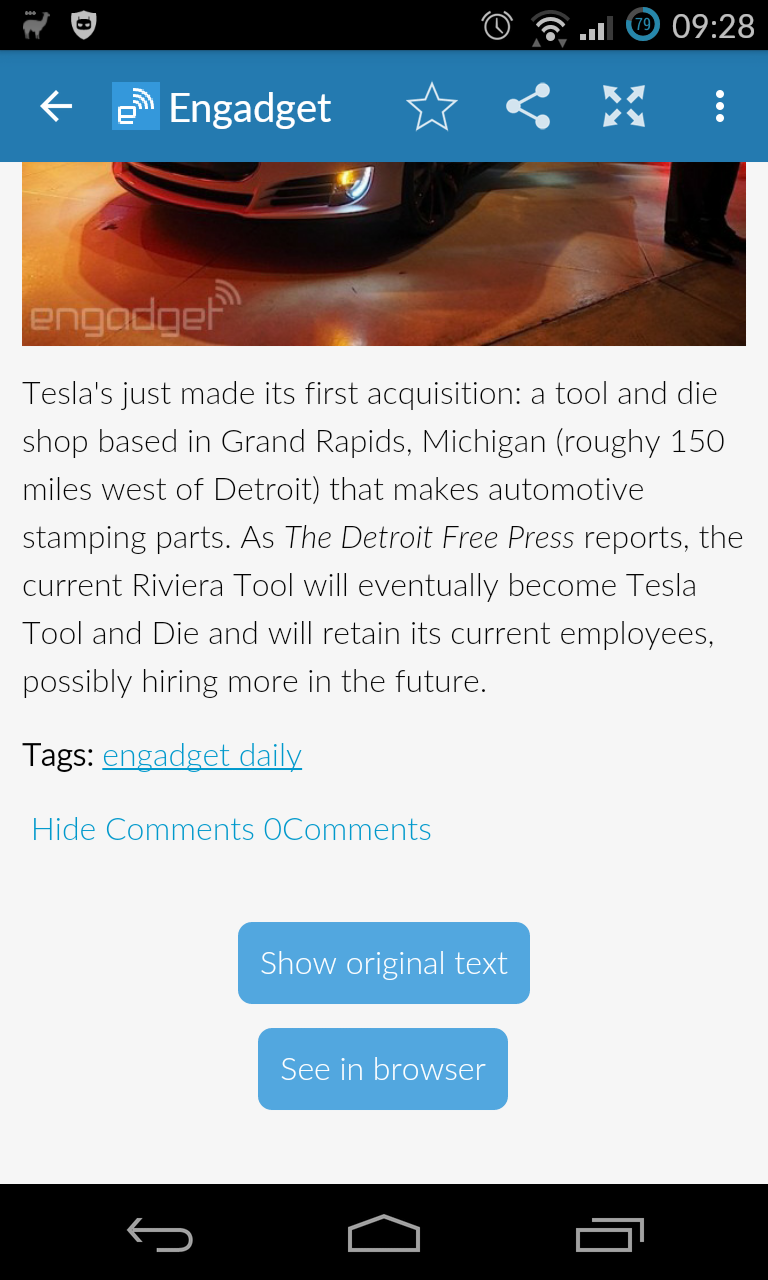 79 09:28
e Engadget
engadget
Tesla's just made its first acquisition: a tool and die
shop based in Grand Rapids, Michigan (roughy 150
miles west of Detroit) that makes automotive
stamping parts. As The Detroit Free Press reports, the
current Riviera Tool will eventually become Tesla
Tool and Die and will retain its current employees,
possibly hiring more in the future.
Tags: engadget daily
Hide Comments 0Comments
Show original text
See in browser